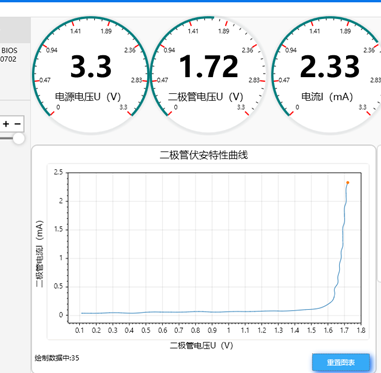 BIOS
0702
+ −
0 0.47 0.94 1.41 1.89 2.36 2.83 3.3
3.3
电源电压U（V）
0 0.47 0.94 1.41 1.89 2.36 2.83 3.3
1.72
二极管电压U（V）
0 0.47 0.94 1.41 1.89 2.36 2.83 3.3
2.33
电流I（mA）
二极管伏安特性曲线
二极管电流I（mA）
2.5
2
1.5
1
0.5
0
0.1 0.2 0.3 0.4 0.5 0.6 0.7 0.8 0.9 1.0 1.1 1.2 1.3 1.4 1.5 1.6 1.7 1.8
二极管电压U（V）
绘制数据中:35
重置图表